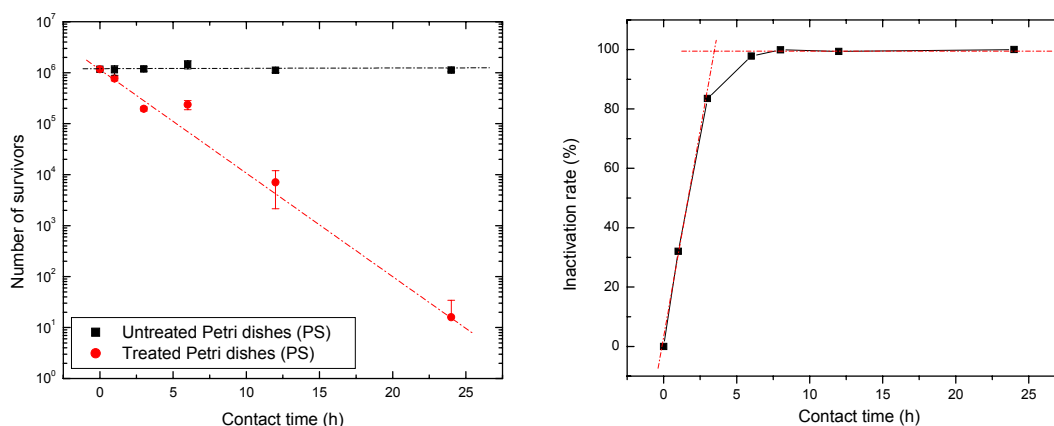 10^7
10^6
10^5
10^4
10^3
10^2
10^1
10^0
Number of survivors
Untreated Petri dishes (PS)
Treated Petri dishes (PS)
0 5 10 15 20 25
Contact time (h)
100
80
60
40
20
0
Inactivation rate (%)
0 5 10 15 20 25
Contact time (h)